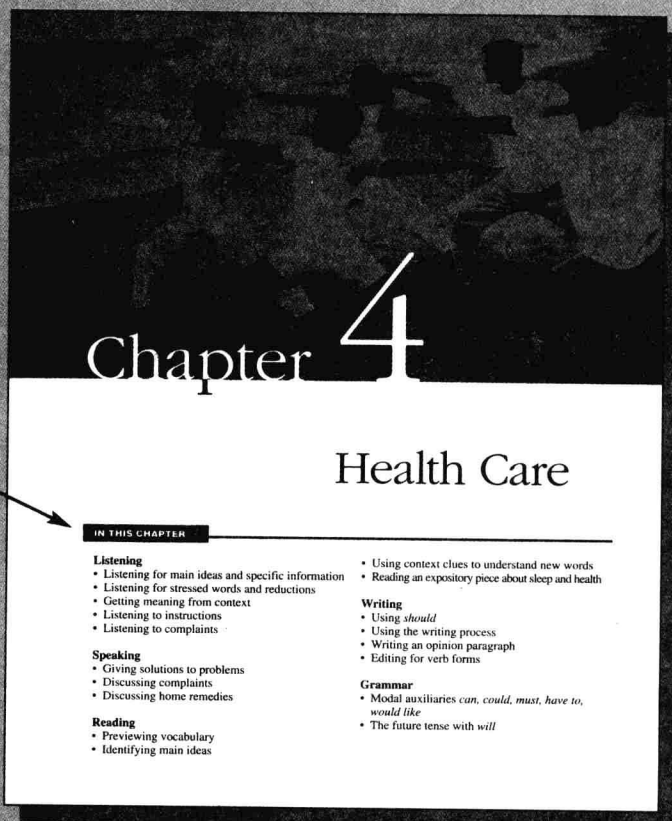 Chapter 4
Health Care
IN THIS CHAPTER
Listening
• Listening for main ideas and specific information
• Listening for stressed words and reductions
• Getting meaning from context
• Listening to instructions
• Listening to complaints
Speaking
• Giving solutions to problems
• Discussing complaints
• Discussing home remedies
Reading
• Previewing vocabulary
• Identifying main ideas
• Using context clues to understand new words
• Reading an expository piece about sleep and health
Writing
• Using should
• Using the writing process
• Writing an opinion paragraph
• Editing for verb forms
Grammar
• Modal auxiliaries can, could, must, have to,
would like
• The future tense with will